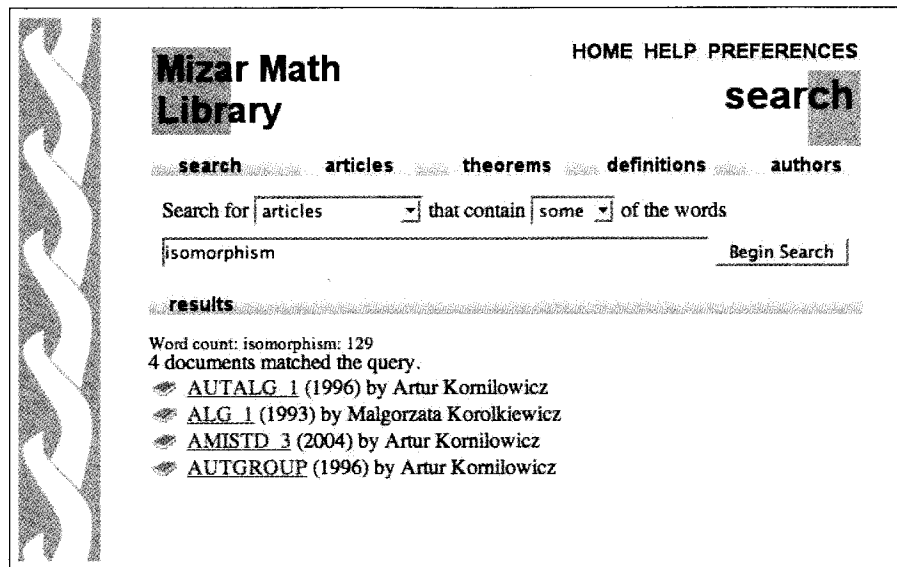 Mizar Math
Library
HOME HELP PREFERENCES
search
search articles theorems definitions authors
Search for articles that contain some of the words
isomorphism Begin Search
results
Word count: isomorphism: 129
4 documents matched the query.
AUTALG_1 (1996) by Artur Kornilowicz
ALG_1 (1993) by Malgorzata Korolkiewicz
AMISTD_3 (2004) by Artur Kornilowicz
AUTGROUP (1996) by Artur Kornilowicz